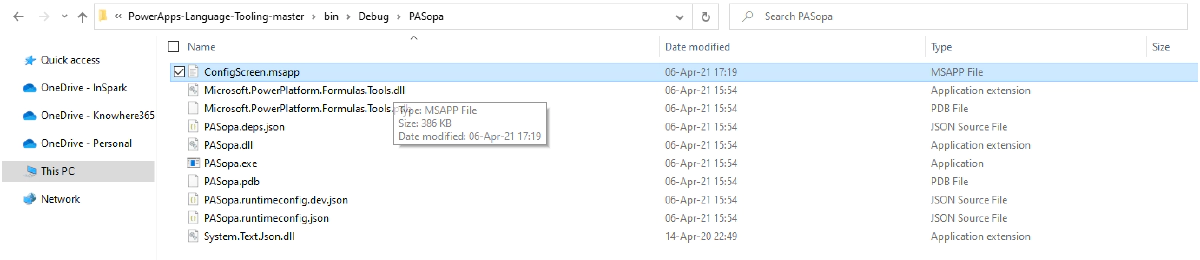 « PowerApps-Language-Tooling-master › bin › Debug › PASopa
Search PASopa
Name Date modified Type Size
Quick access
OneDrive - InSpark
OneDrive - Knowhere365
OneDrive - Personal
This PC
Network
ConfigScreen.msapp 06-Apr-21 17:19 MSAPP File
Microsoft.PowerPlatform.Formulas.Tools.dll 06-Apr-21 15:54 Application extension
Microsoft.PowerPlatform.Formulas.Tools. 06-Apr-21 15:54 PDB File
Type: MSAPP File
Size: 386 KB
Date modified: 06-Apr-21 17:19
PASopa.deps.json 06-Apr-21 15:54 JSON Source File
PASopa.dll 06-Apr-21 15:54 Application extension
PASopa.exe 06-Apr-21 15:54 Application
PASopa.pdb 06-Apr-21 15:54 PDB File
PASopa.runtimeconfig.dev.json 06-Apr-21 15:54 JSON Source File
PASopa.runtimeconfig.json 06-Apr-21 15:54 JSON Source File
System.Text.Json.dll 14-Apr-20 22:49 Application extension